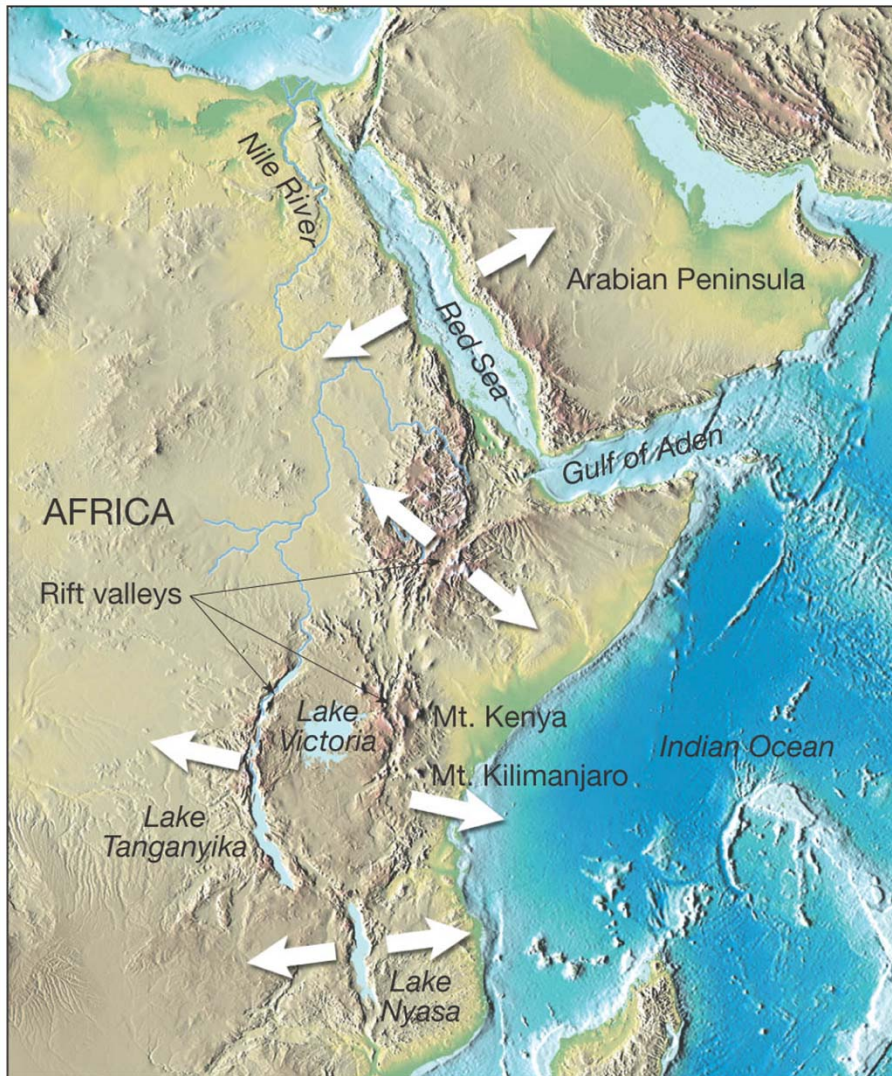 Nile River
Arabian Peninsula
Red Sea
Gulf of Aden
AFRICA
Rift valleys
Lake
Victoria
Mt. Kenya
Indian Ocean
Mt. Kilimanjaro
Lake
Tanganyika
Lake
Nyasa